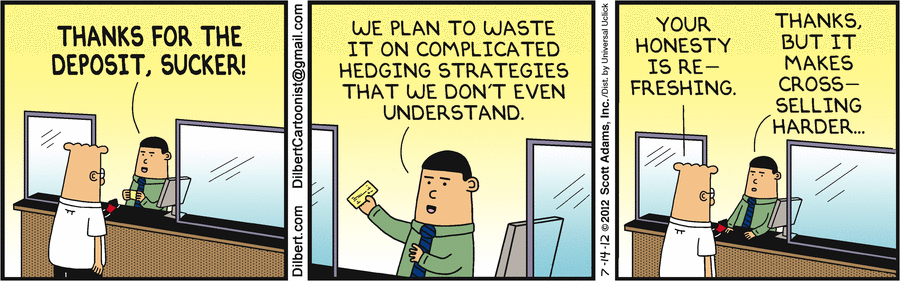 THANKS FOR THE
DEPOSIT, SUCKER!
Dilbert.com DilbertCartoonist@gmail.com
WE PLAN TO WASTE
IT ON COMPLICATED
HEDGING STRATEGIES
THAT WE DON'T EVEN
UNDERSTAND.
7-14-12 ©2012 Scott Adams, Inc./Dist. by Universal Uclick
YOUR
HONESTY
IS RE-
FRESHING.
THANKS,
BUT IT
MAKES
CROSS-
SELLING
HARDER...